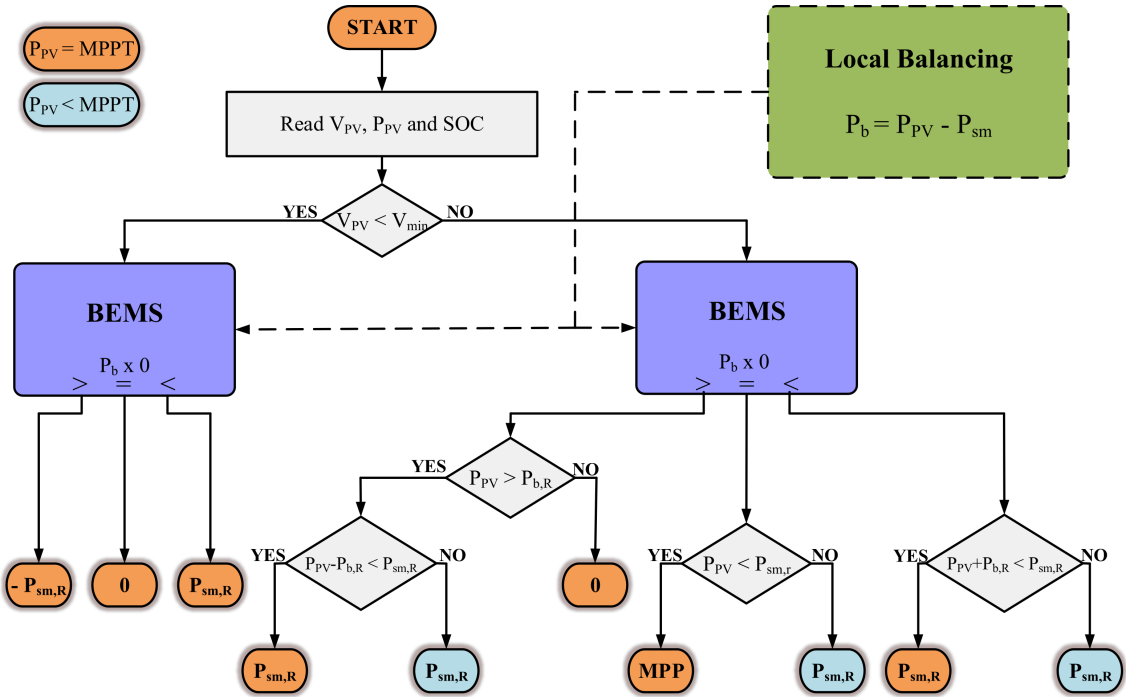 START
P_PV = MPPT
P_PV < MPPT
Local Balancing
P_b = P_PV - P_sm
Read V_PV, P_PV and SOC
YES
V_PV < V_min
NO
BEMS
P_b x 0
> = <
BEMS
P_b x 0
> = <
YES
P_PV > P_b,R
NO
- P_sm,R
0
P_sm,R
YES
P_PV-P_b,R < P_sm,R
NO
0
YES
P_PV < P_sm,r
NO
YES
P_PV+P_b,R < P_sm,R
NO
P_sm,R
P_sm,R
MPP
P_sm,R
P_sm,R
P_sm,R